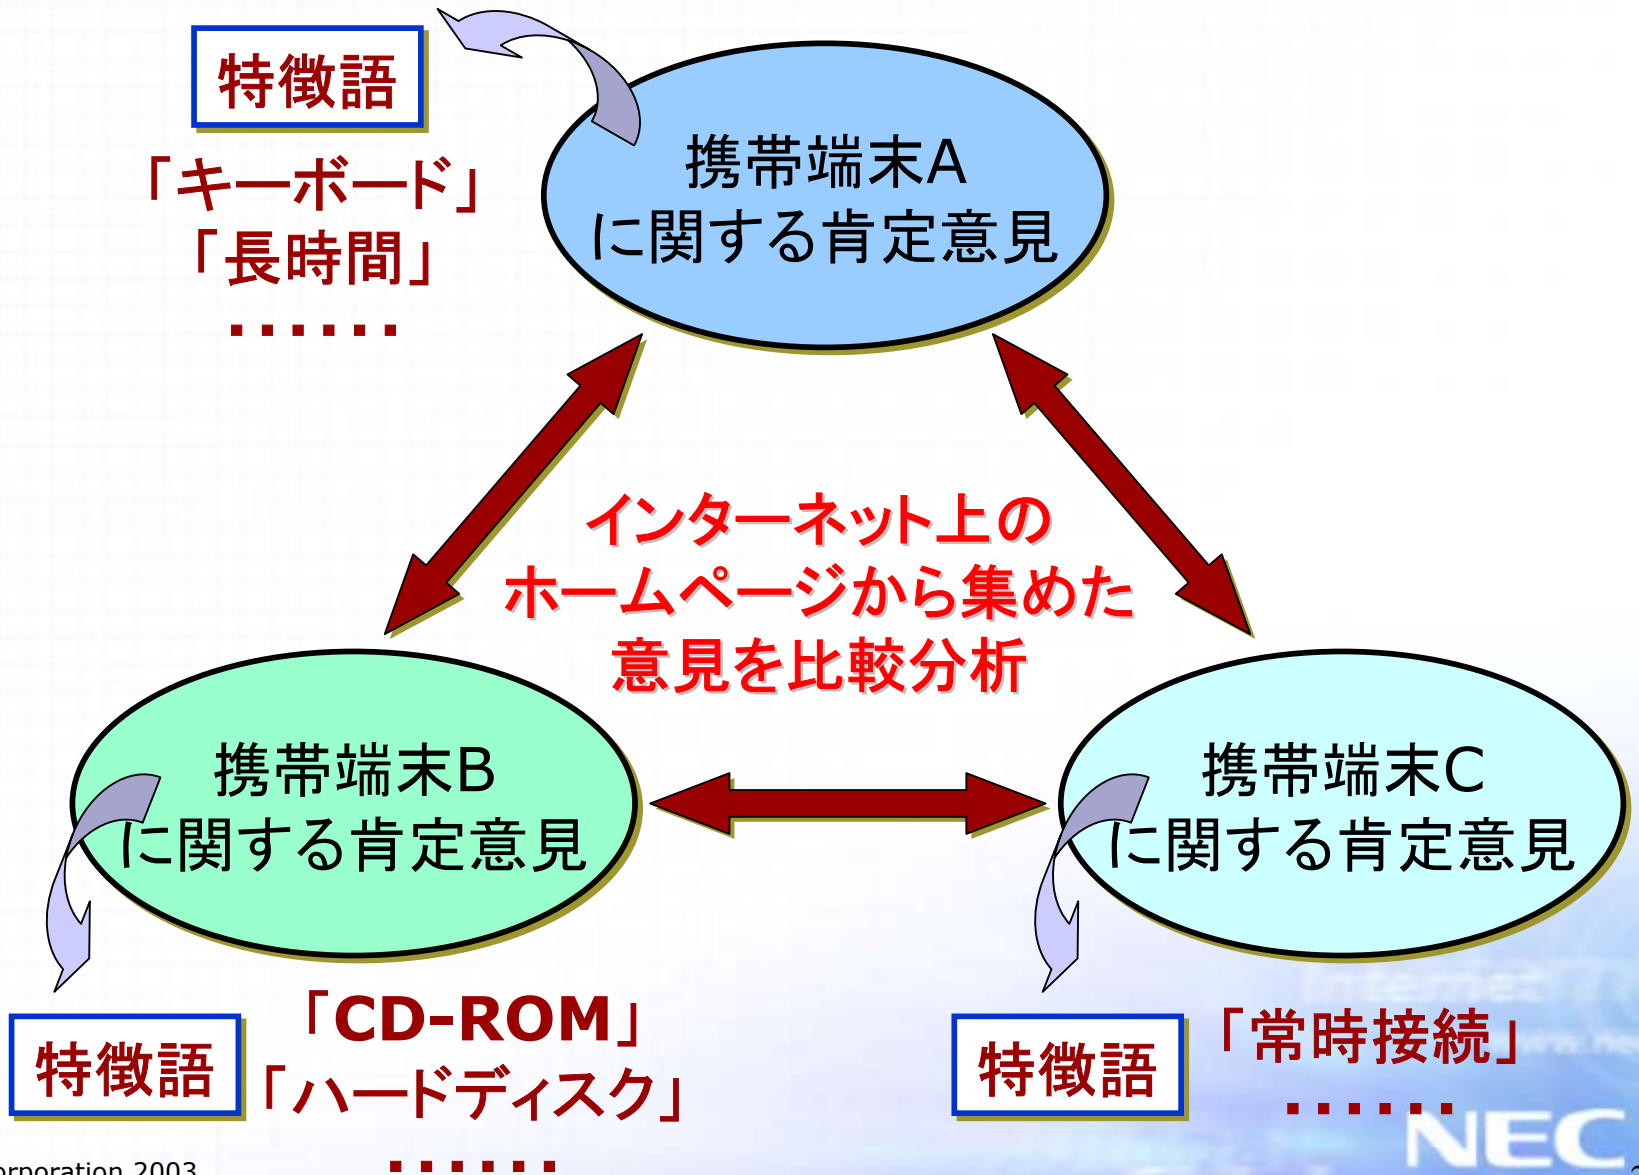 特徴語
「キーボード」
「長時間」
・・・・・・
携帯端末A
に関する肯定意見
インターネット上の
ホームページから集めた
意見を比較分析
携帯端末B
に関する肯定意見
携帯端末C
に関する肯定意見
特徴語
「CD-ROM」
「ハードディスク」
・・・・・・
特徴語
「常時接続」
・・・・・・
Internet
www.nec
NEC
2003